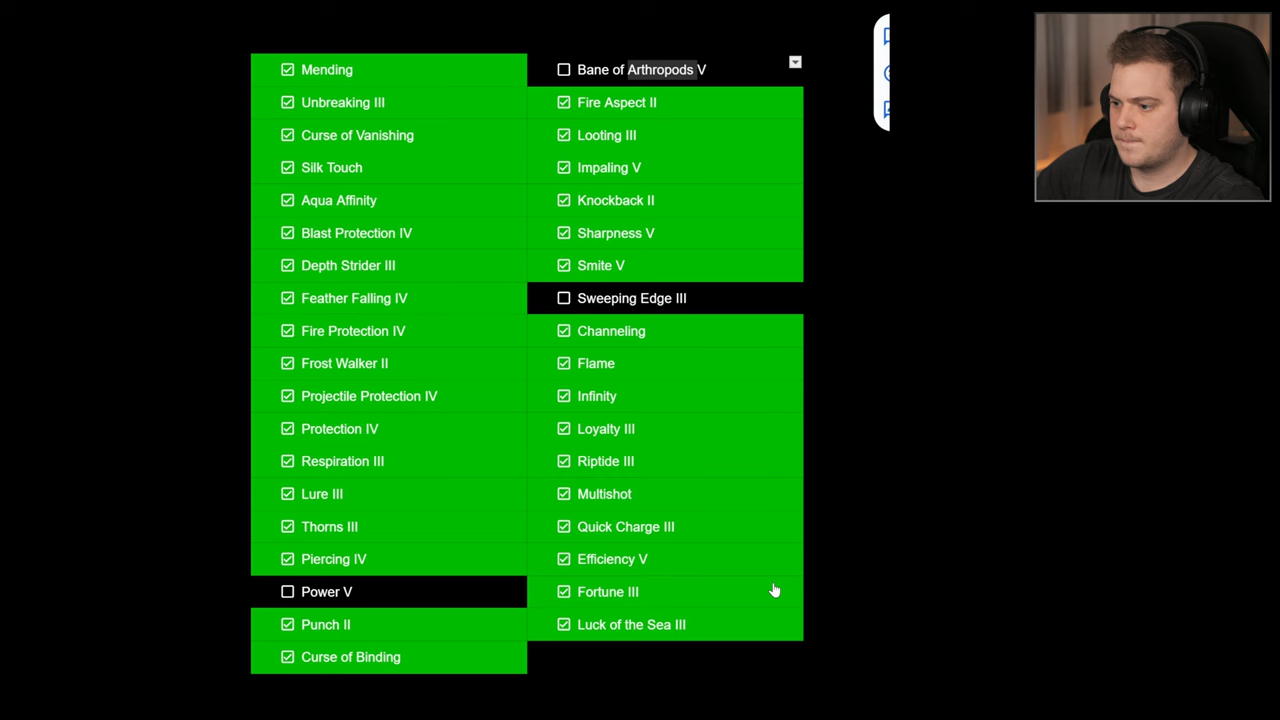 Mending
Unbreaking III
Curse of Vanishing
Silk Touch
Aqua Affinity
Blast Protection IV
Depth Strider III
Feather Falling IV
Fire Protection IV
Frost Walker II
Projectile Protection IV
Protection IV
Respiration III
Lure III
Thorns III
Piercing IV
Power V
Punch II
Curse of Binding
Bane of Arthropods V
Fire Aspect II
Looting III
Impaling V
Knockback II
Sharpness V
Smite V
Sweeping Edge III
Channeling
Flame
Infinity
Loyalty III
Riptide III
Multishot
Quick Charge III
Efficiency V
Fortune III
Luck of the Sea III